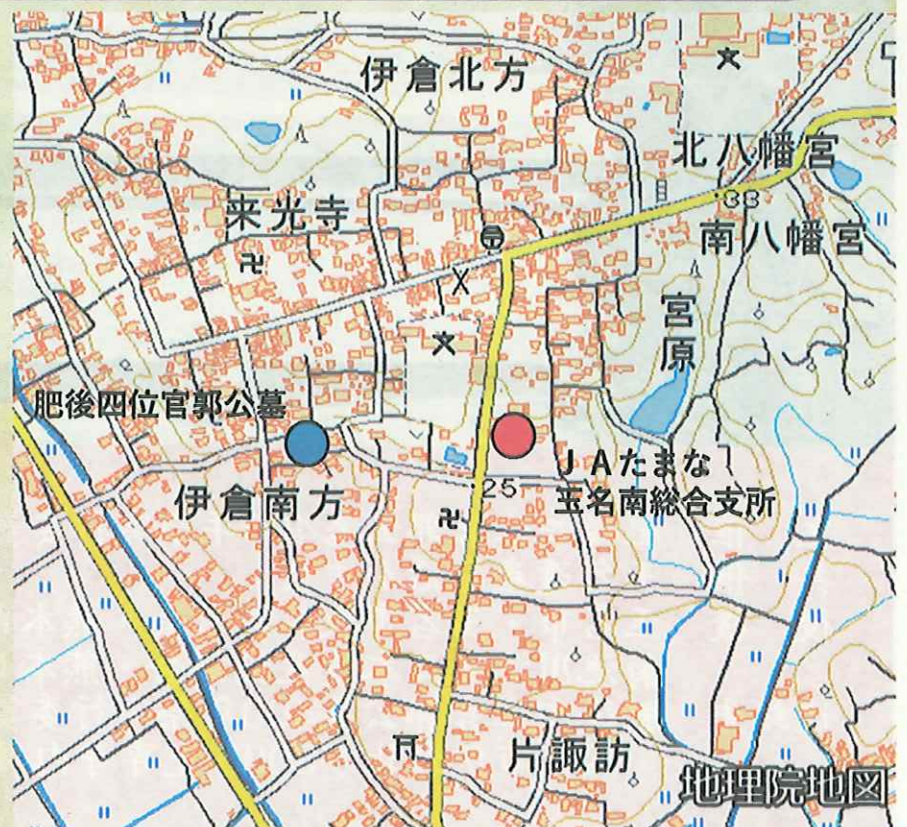 伊倉北方
北八幡宮
来光寺
38
南八幡宮
宮原
肥後四位官郭公墓
JAたまな
玉名南総合支所
25
伊倉南方
片諏訪
地理院地図